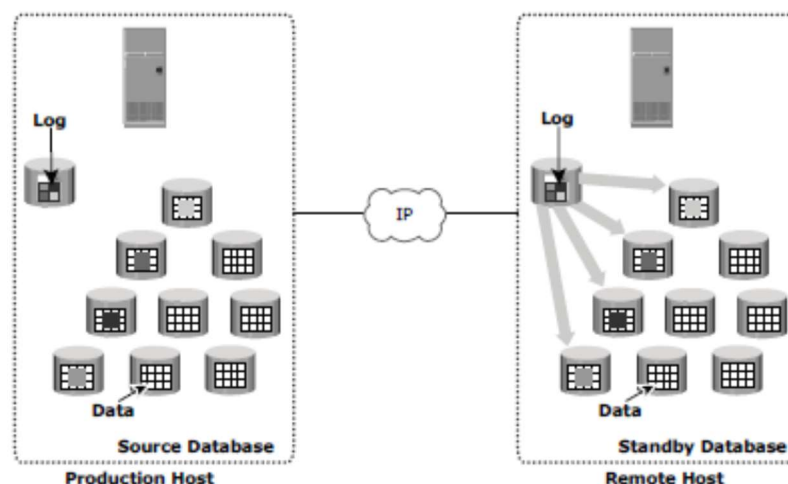 Log
Data
Source Database
Production Host
IP
Log
Data
Standby Database
Remote Host